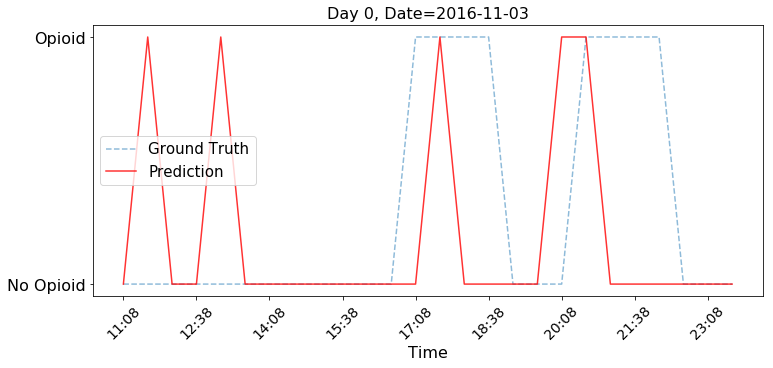 Day 0, Date=2016-11-03
Opioid
Ground Truth
Prediction
No Opioid
11:08
12:38
14:08
15:38
17:08
18:38
20:08
21:38
23:08
Time